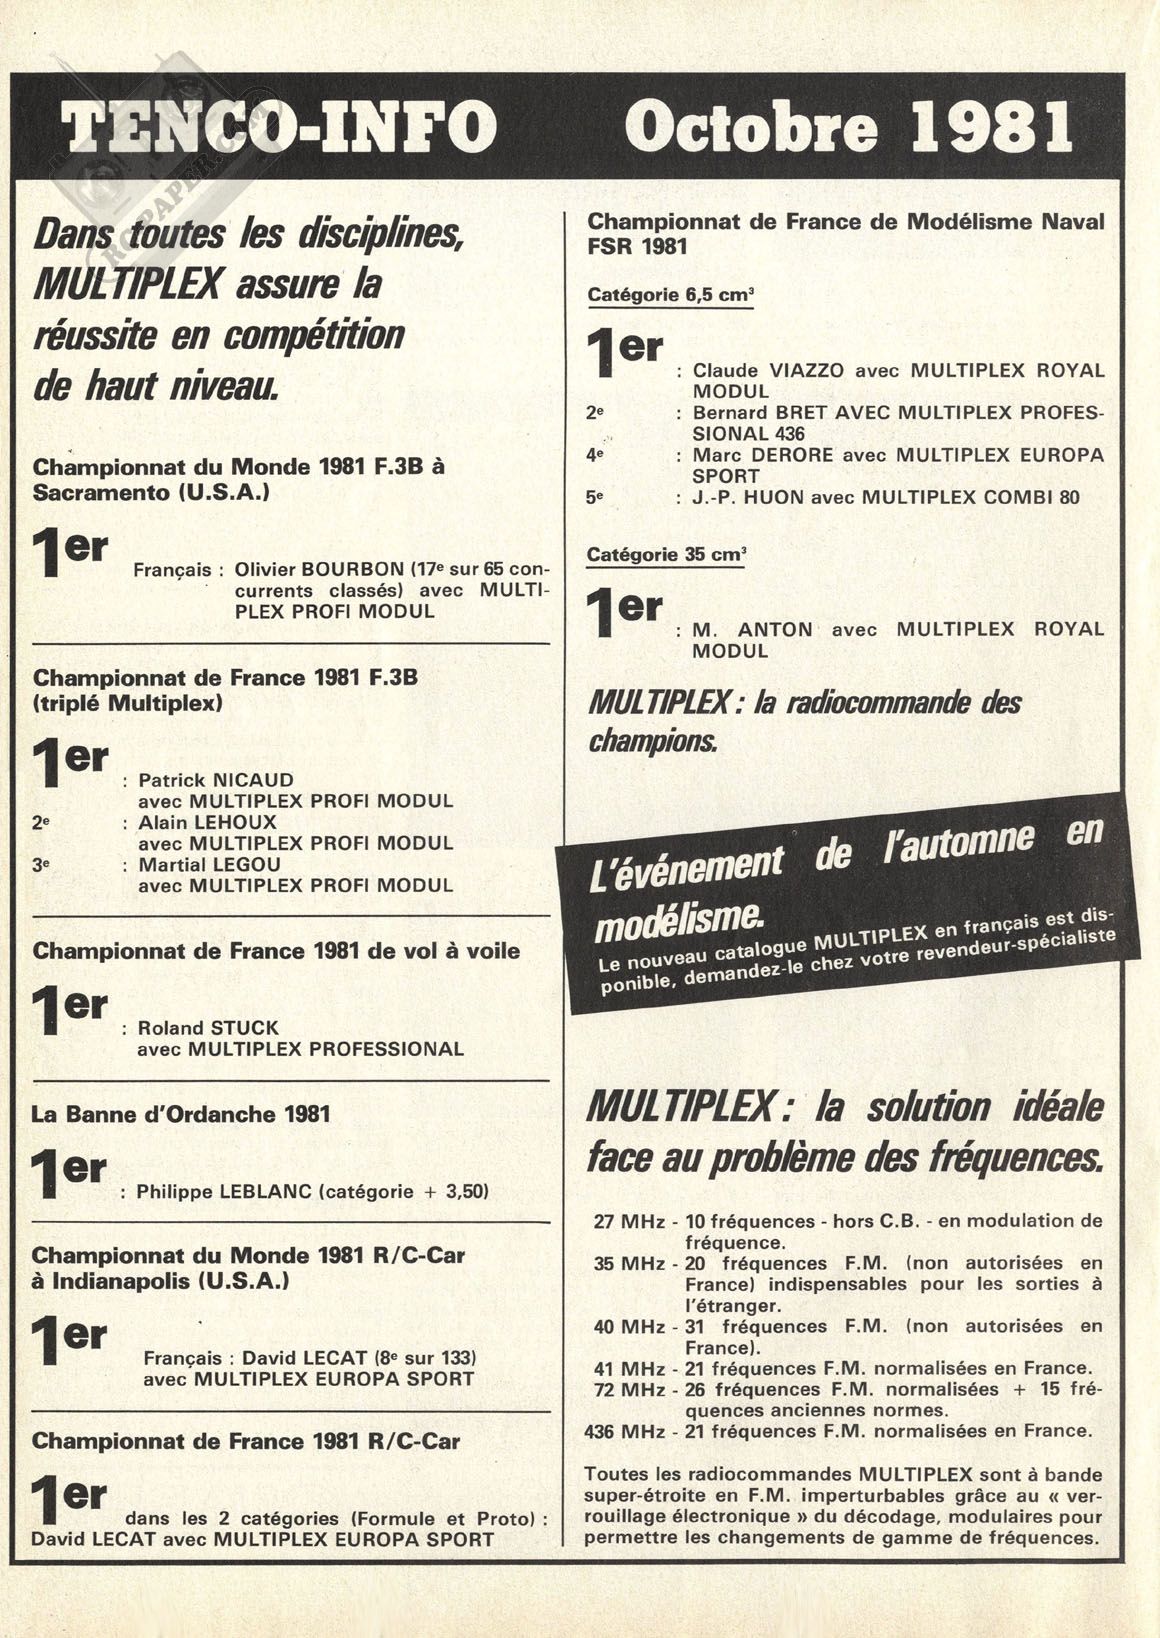 TENCO-INFO Octobre 1981
RCPAPER.COM
Dans toutes les disciplines,
MULTIPLEX assure la
réussite en compétition
de haut niveau.
Championnat du Monde 1981 F.3B à
Sacramento (U.S.A.)
1er
Français : Olivier BOURBON (17e sur 65 con-
currents classés) avec MULTI-
PLEX PROFI MODUL
Championnat de France 1981 F.3B
(triplé Multiplex)
1er
: Patrick NICAUD
avec MULTIPLEX PROFI MODUL
2e : Alain LEHOUX
avec MULTIPLEX PROFI MODUL
3e : Martial LEGOU
avec MULTIPLEX PROFI MODUL
Championnat de France 1981 de vol à voile
1er
: Roland STUCK
avec MULTIPLEX PROFESSIONAL
La Banne d'Ordanche 1981
1er
: Philippe LEBLANC (catégorie + 3,50)
Championnat du Monde 1981 R/C-Car
à Indianapolis (U.S.A.)
1er
Français : David LECAT (8e sur 133)
avec MULTIPLEX EUROPA SPORT
Championnat de France 1981 R/C-Car
1er
dans les 2 catégories (Formule et Proto) :
David LECAT avec MULTIPLEX EUROPA SPORT
Championnat de France de Modélisme Naval
FSR 1981
Catégorie 6,5 cm³
1er
: Claude VIAZZO avec MULTIPLEX ROYAL
MODUL
2e : Bernard BRET AVEC MULTIPLEX PROFES-
SIONAL 436
4e : Marc DERORE avec MULTIPLEX EUROPA
SPORT
5e : J.-P. HUON avec MULTIPLEX COMBI 80
Catégorie 35 cm³
1er
: M. ANTON avec MULTIPLEX ROYAL
MODUL
MULTIPLEX : la radiocommande des
champions.
L'événement de l'automne en
modélisme.
Le nouveau catalogue MULTIPLEX en français est dis-
ponible, demandez-le chez votre revendeur-spécialiste
MULTIPLEX : la solution idéale
face au problème des fréquences.
27 MHz - 10 fréquences - hors C.B. - en modulation de
fréquence.
35 MHz - 20 fréquences F.M. (non autorisées en
France) indispensables pour les sorties à
l'étranger.
40 MHz - 31 fréquences F.M. (non autorisées en
France).
41 MHz - 21 fréquences F.M. normalisées en France.
72 MHz - 26 fréquences F.M. normalisées + 15 fré-
quences anciennes normes.
436 MHz - 21 fréquences F.M. normalisées en France.
Toutes les radiocommandes MULTIPLEX sont à bande
super-étroite en F.M. imperturbables grâce au « ver-
rouillage électronique » du décodage, modulaires pour
permettre les changements de gamme de fréquences.